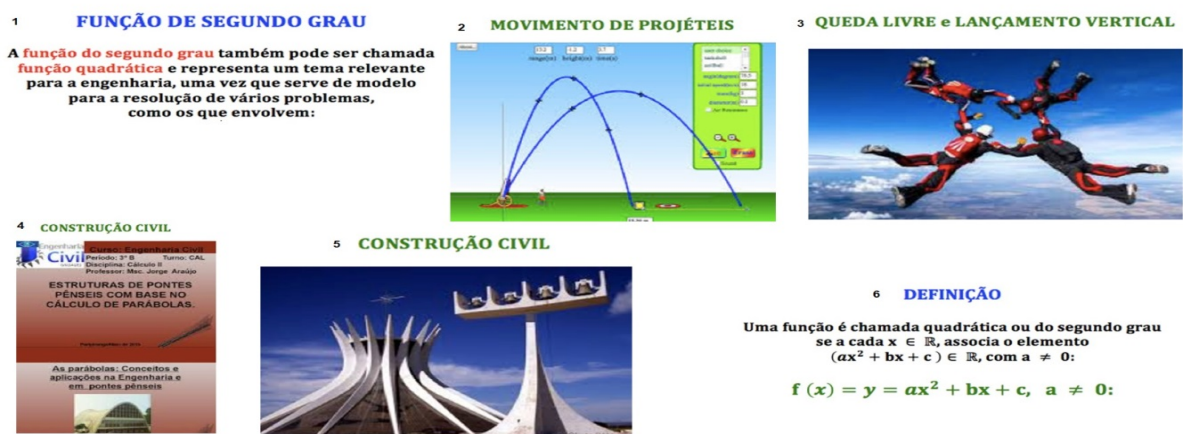 1 FUNÇÃO DE SEGUNDO GRAU
A função do segundo grau também pode ser chamada
função quadrática e representa um tema relevante
para a engenharia, uma vez que serve de modelo
para a resolução de vários problemas,
como os que envolvem:
2 MOVIMENTO DE PROJÉTEIS
3 QUEDA LIVRE e LANÇAMENTO VERTICAL
4 CONSTRUÇÃO CIVIL
Engenharia
Civil
Curso: Engenharia Civil
Período: 3º B Turno: CAL
Disciplina: Cálculo II
Professor: Msc. Jorge Araújo
ESTRUTURAS DE PONTES
PÊNSEIS COM BASE NO
CÁLCULO DE PARÁBOLAS.
As parábolas: Conceitos e
aplicações na Engenharia e
em pontes pênseis
5 CONSTRUÇÃO CIVIL
6 DEFINIÇÃO
Uma função é chamada quadrática ou do segundo grau
se a cada x ∈ ℝ, associa o elemento
(ax² + bx + c ) ∈ ℝ, com a ≠ 0:
f (x) = y = ax² + bx + c, a ≠ 0: